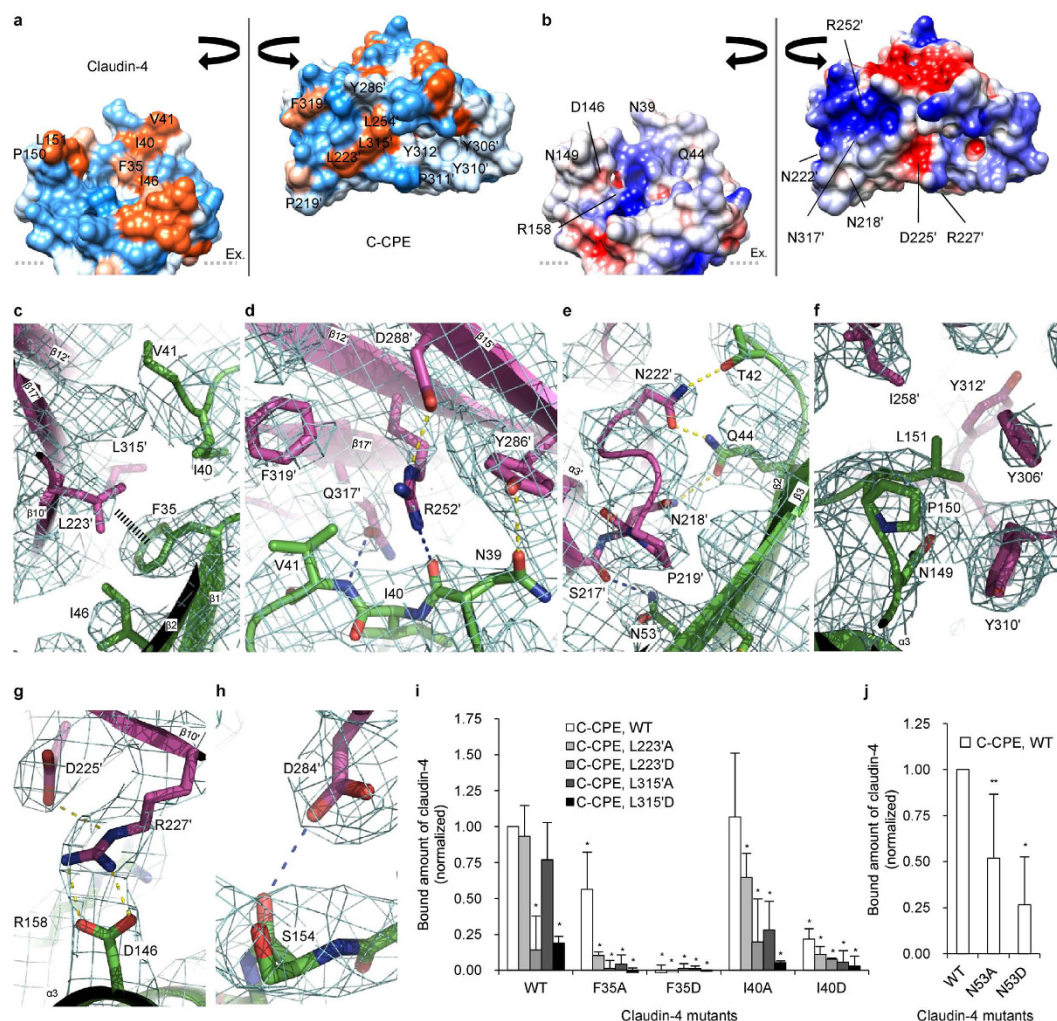 a
Claudin-4
V41
L151
I40
P150
F35
I46
Ex.
Y286'
F319'
L254'
L315'
L223'
Y312'
Y306'
Y310'
P311'
P219'
C-CPE
b
D146
N39
N149
Q44
R158
Ex.
R252'
N222'
N218'
N317'
D225'
R227'
c
β12'
V41
β17'
L315'
I40
β10'
L223'
F35
I46
β1
β2
d
D288'
β12'
β15'
β17'
Y286'
F319'
Q317'
R252'
V41
N39
I40
e
N222'
T42
Q44
α3'
N218'
β2
β3
P219'
S217'
N53
f
I258'
Y312'
L151
Y306'
P150
N149
Y310'
α3
g
β10'
D225'
R227'
R158
D146
α3
h
D284'
S154
i
Bound amount of claudin-4
(normalized)
1.75
1.50
1.25
1.00
0.75
0.50
0.25
0.00
C-CPE, WT
C-CPE, L223'A
C-CPE, L223'D
C-CPE, L315'A
C-CPE, L315'D
* * * * * * * * * * * * * * * * * * * * *
WT F35A F35D I40A I40D
Claudin-4 mutants
j
Bound amount of claudin-4
(normalized)
1.25
1.00
0.75
0.50
0.25
0.00
C-CPE, WT
**
*
WT N53A N53D
Claudin-4 mutants